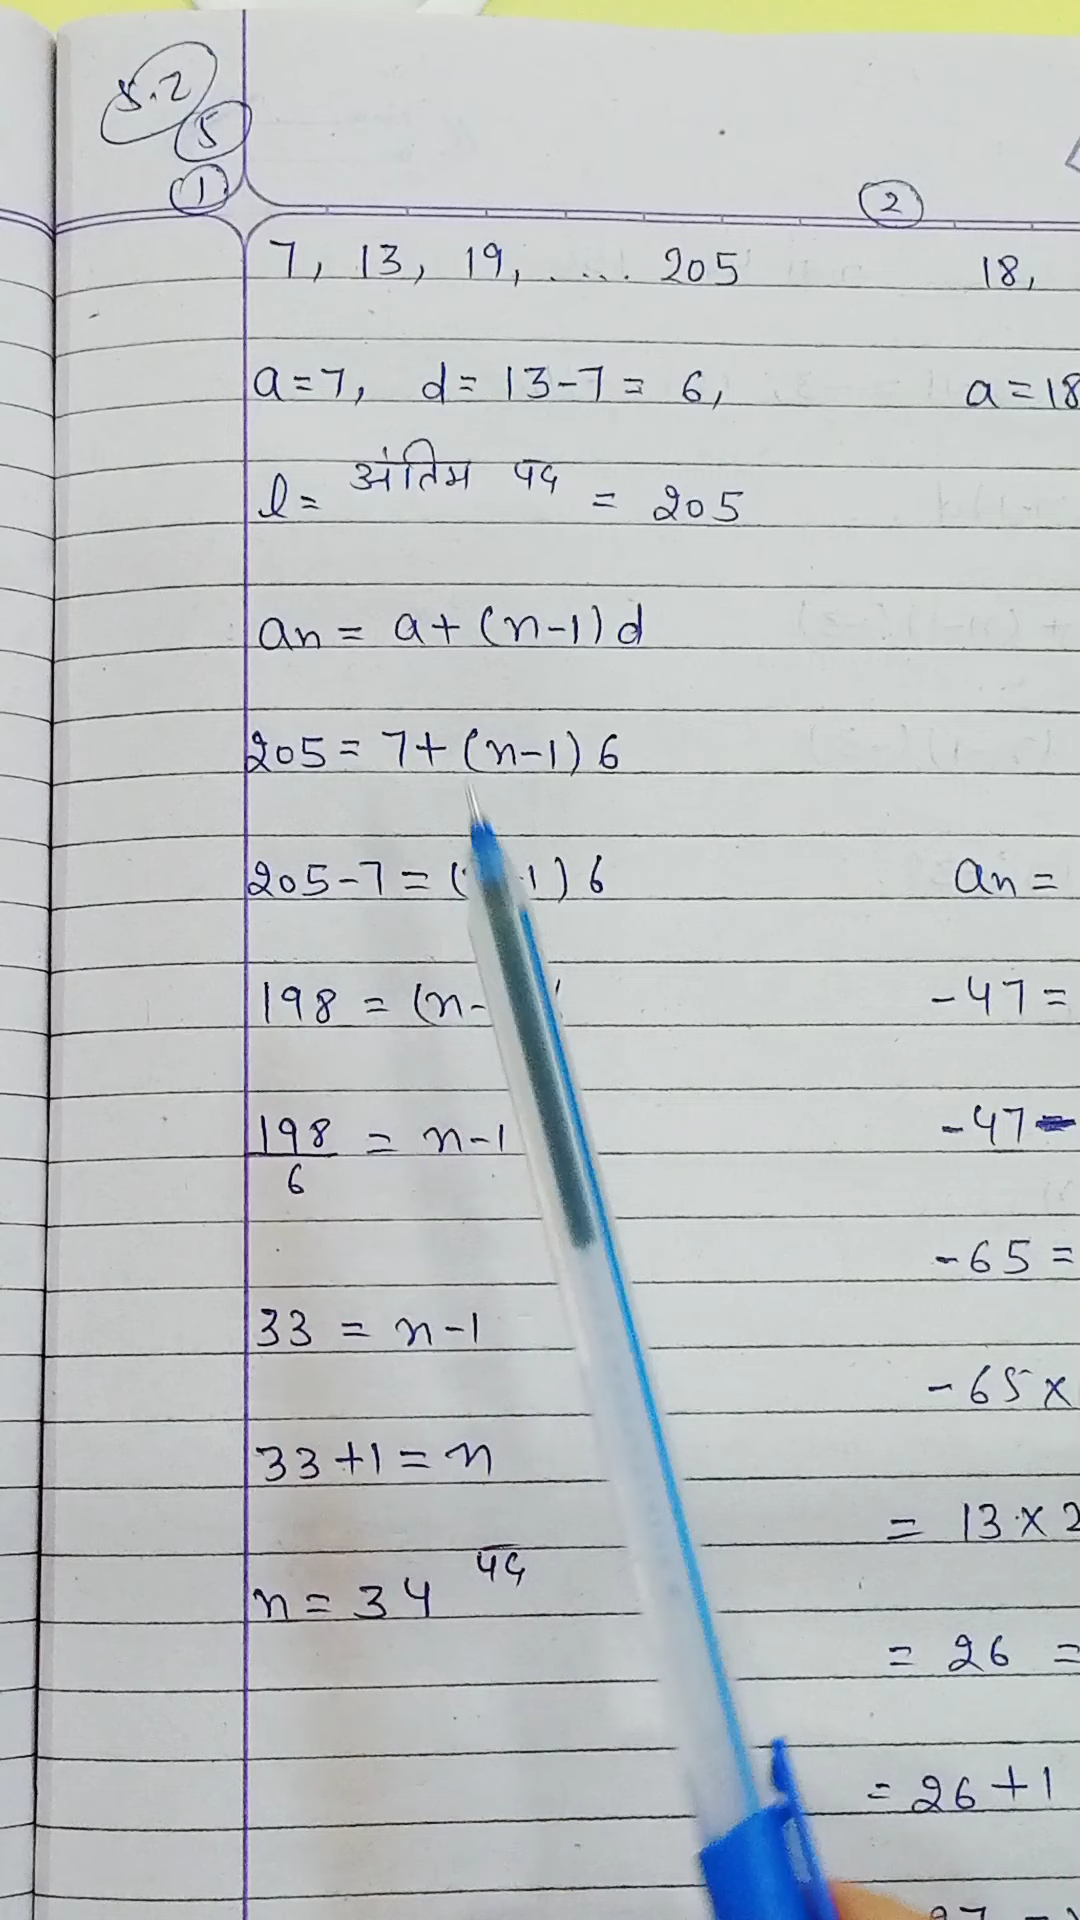 5.2
5
1
7, 13, 19, .... 205
a=7, d= 13-7= 6,
l= अंतिम पद = 205
an = a+(n-1)d
205 = 7+(n-1) 6
205-7=( -1) 6
198 = (n-
198/6 = n-1
33 = n-1
33+1=n
n = 34 पद
2
18,
a=18
an =
-47=
-47-
-65 =
-65 x
= 13 x 2
= 26 =
= 26+1